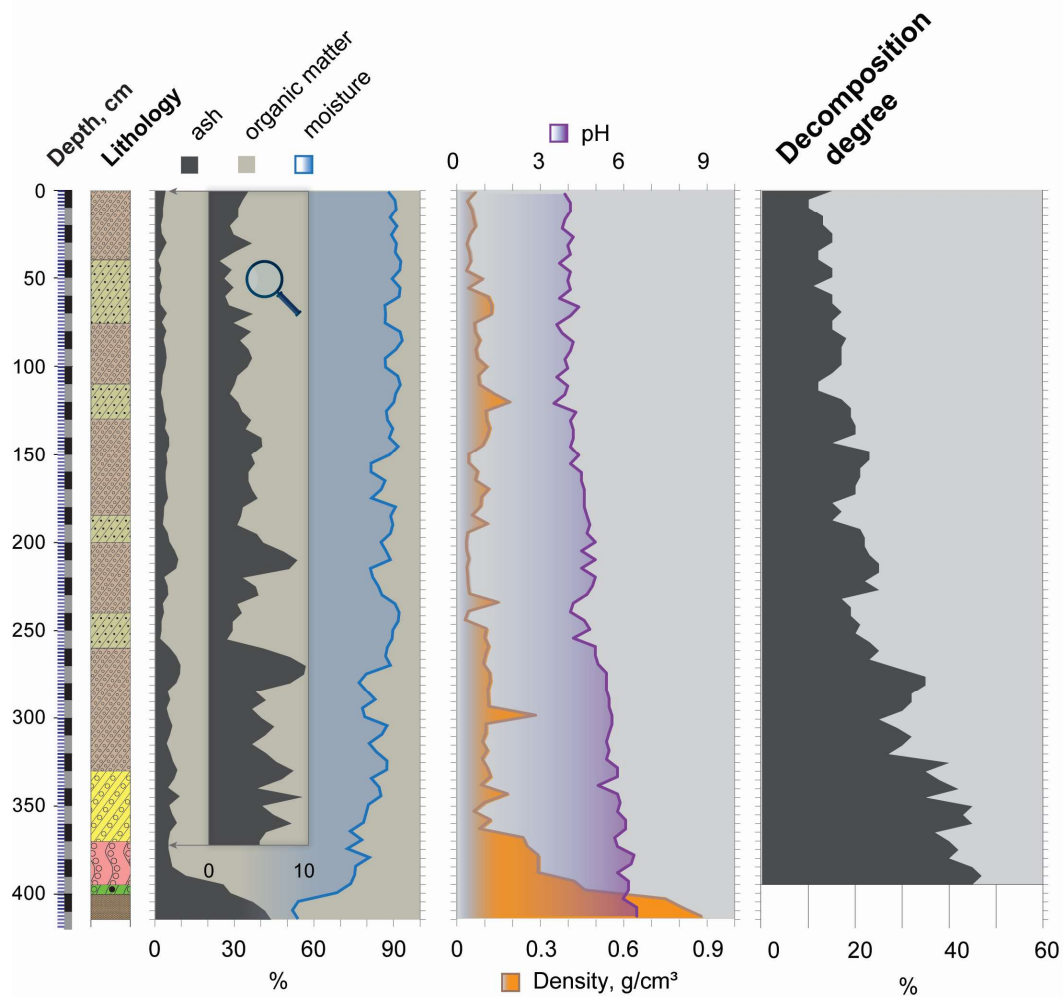 Depth, cm
Lithology
ash
organic matter
moisture
pH
Decomposition
degree
0 3 6 9
0
50
100
150
200
250
300
350
400
0 10
0 30 60 90
%
0 0.3 0.6 0.9
Density, g/cm³
0 20 40 60
%